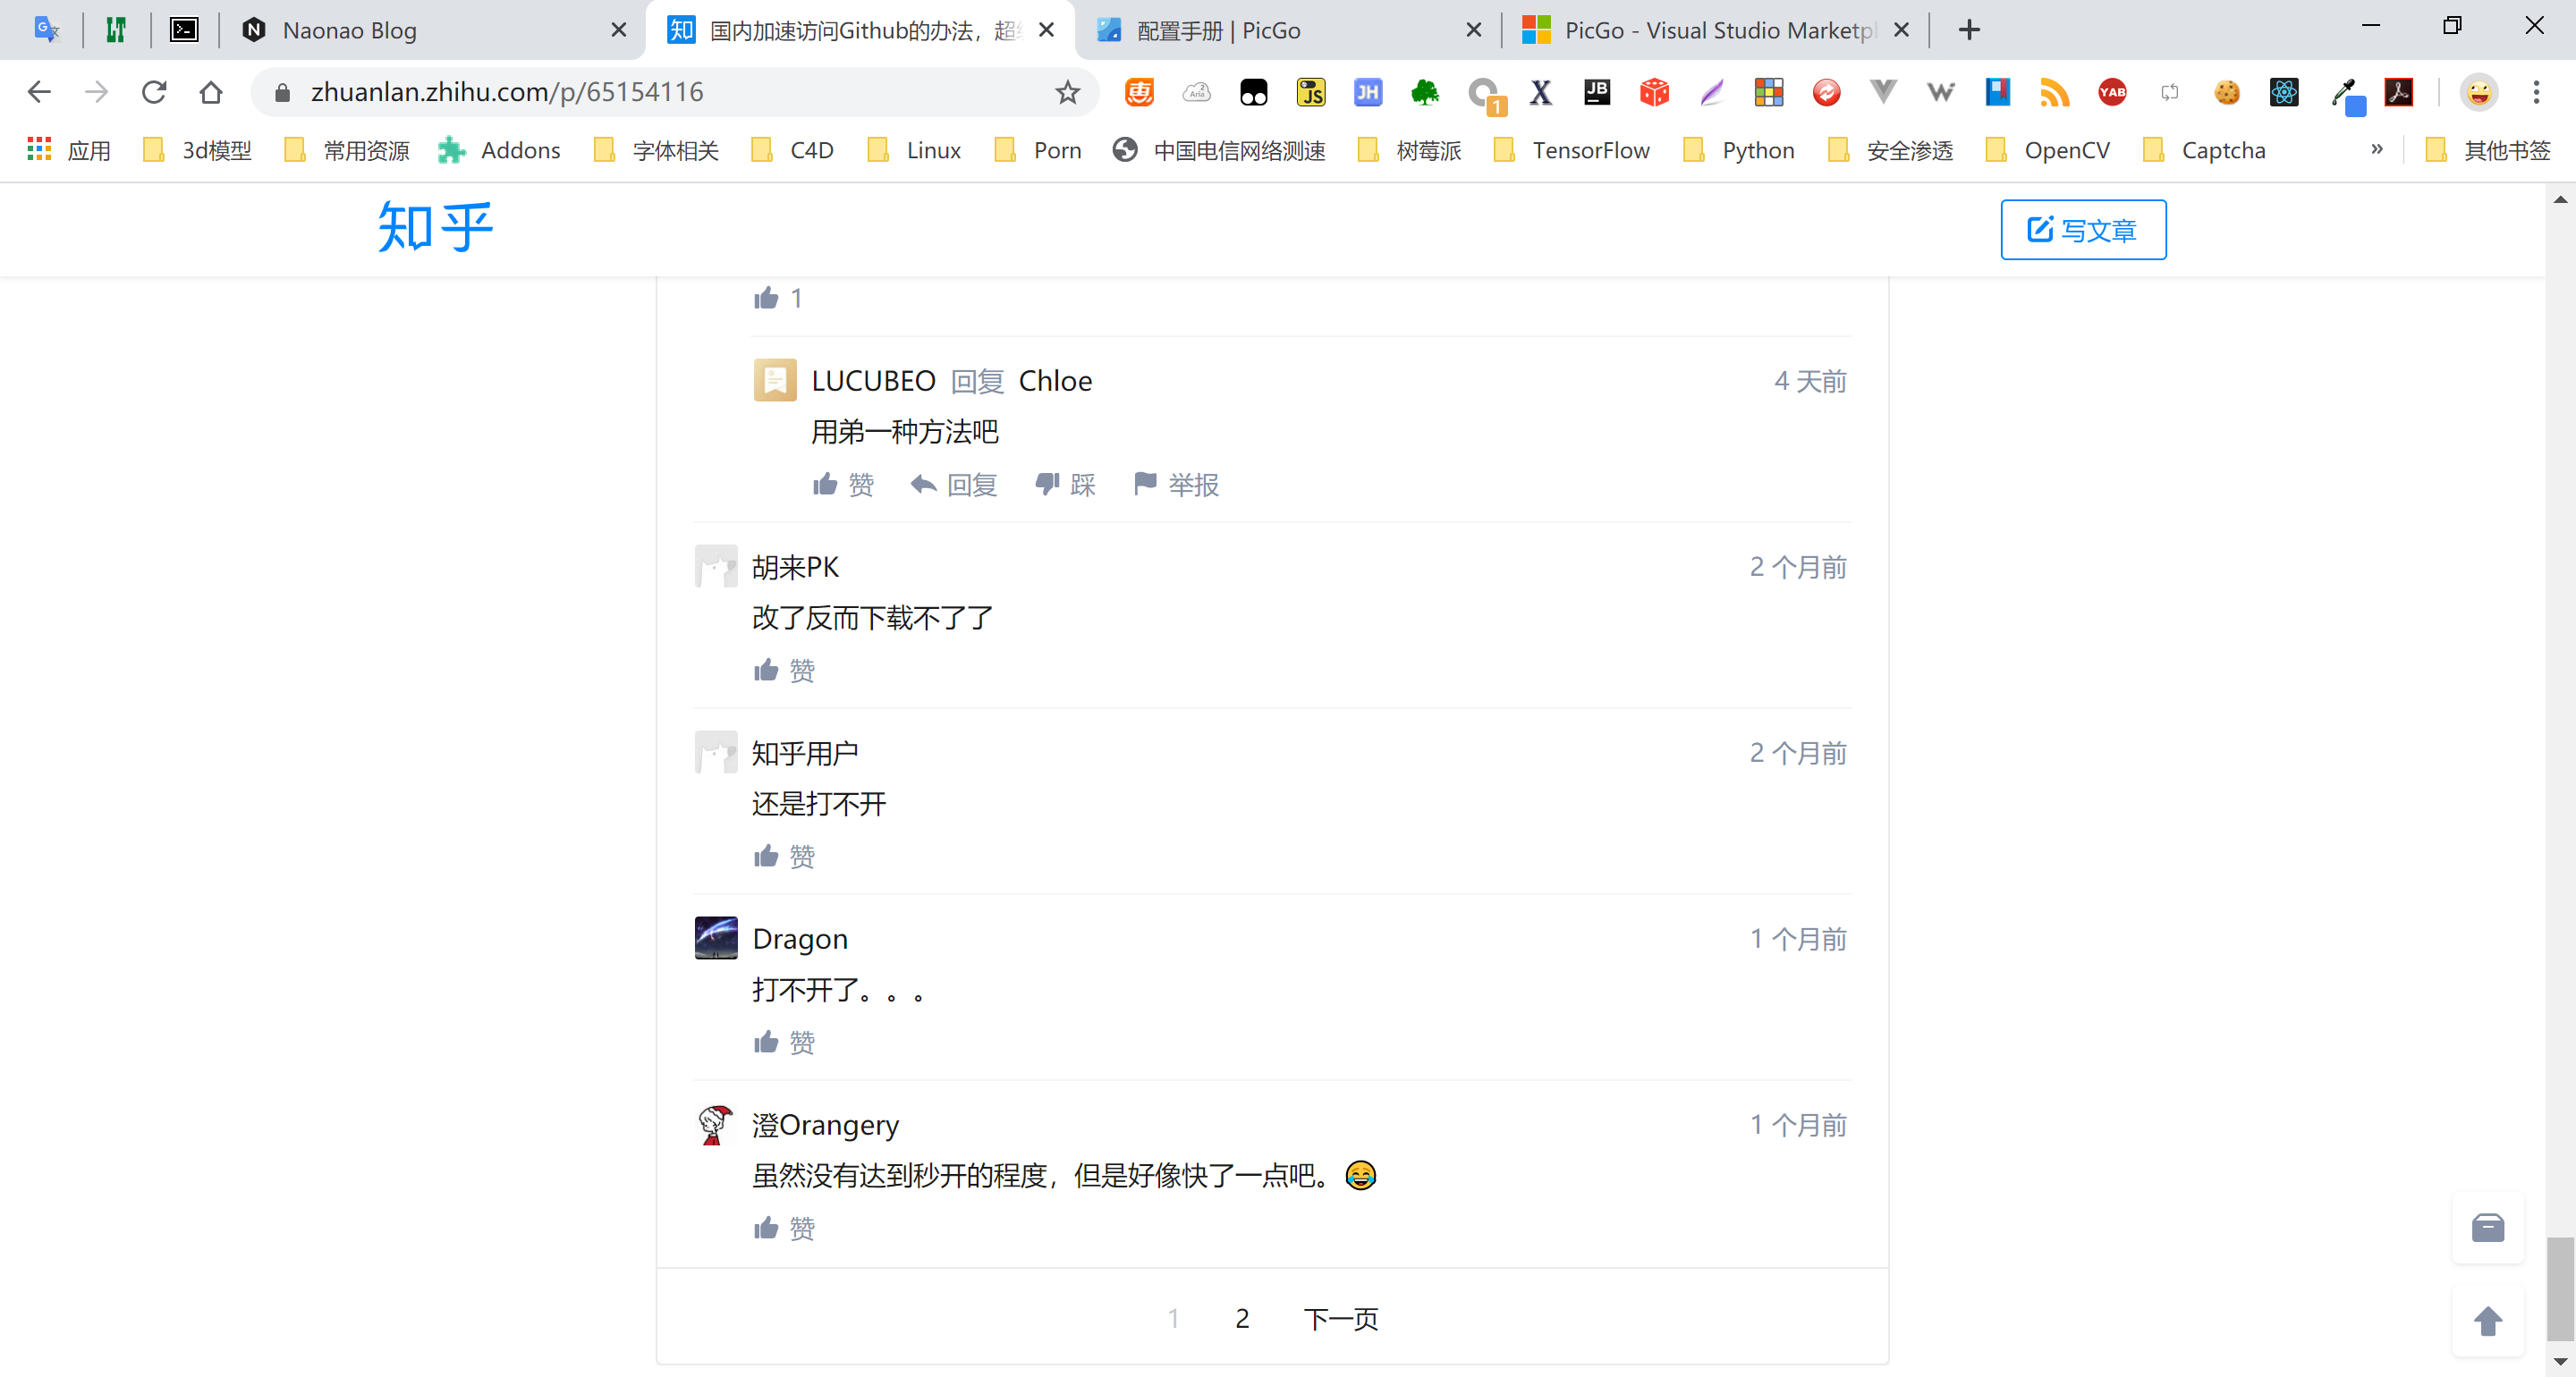 Naonao Blog
国内加速访问Github的办法，超
配置手册 | PicGo
PicGo - Visual Studio Marketpl
zhuanlan.zhihu.com/p/65154116
应用
3d模型
常用资源
Addons
字体相关
C4D
Linux
Porn
中国电信网络测速
树莓派
TensorFlow
Python
安全渗透
OpenCV
Captcha
»
其他书签
知乎
写文章
1
LUCUBEO 回复 Chloe
4 天前
用弟一种方法吧
赞 回复 踩 举报
胡来PK
2 个月前
改了反而下载不了了
赞
知乎用户
2 个月前
还是打不开
赞
Dragon
1 个月前
打不开了。。。
赞
澄Orangery
1 个月前
虽然没有达到秒开的程度，但是好像快了一点吧。😂
赞
1 2 下一页